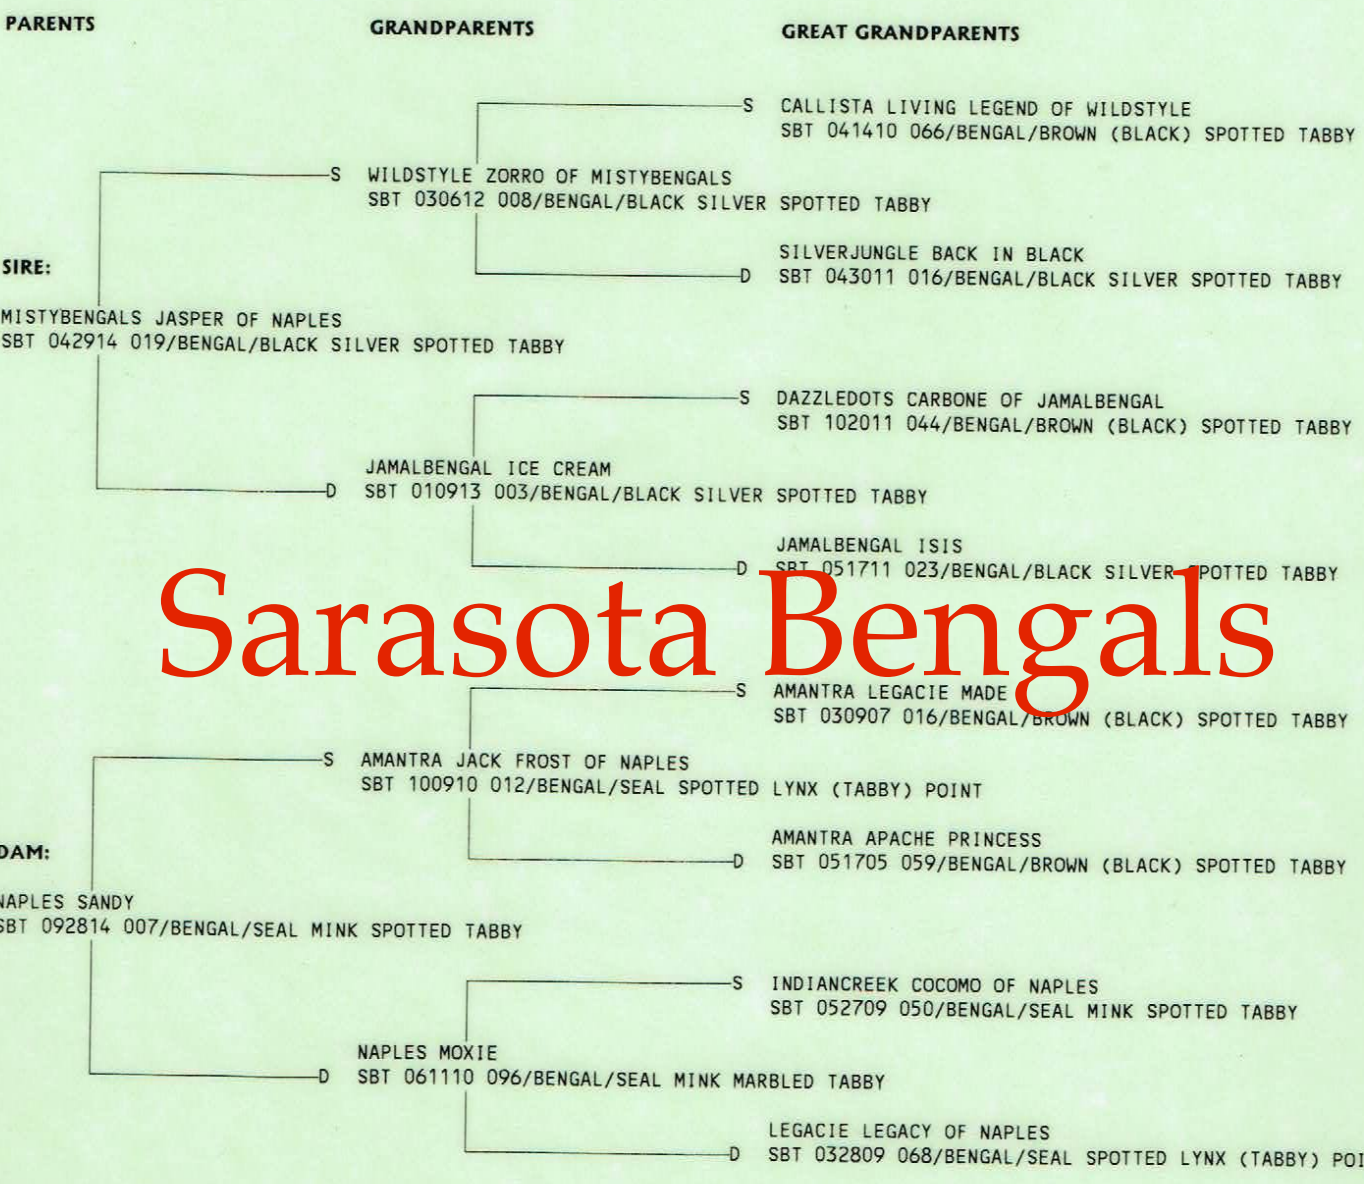 PARENTS
GRANDPARENTS
GREAT GRANDPARENTS
S CALLISTA LIVING LEGEND OF WILDSTYLE
SBT 041410 066/BENGAL/BROWN (BLACK) SPOTTED TABBY
S WILDSTYLE ZORRO OF MISTYBENGALS
SBT 030612 008/BENGAL/BLACK SILVER SPOTTED TABBY
SILVERJUNGLE BACK IN BLACK
D SBT 043011 016/BENGAL/BLACK SILVER SPOTTED TABBY
SIRE:
MISTYBENGALS JASPER OF NAPLES
SBT 042914 019/BENGAL/BLACK SILVER SPOTTED TABBY
S DAZZLEDOTS CARBONE OF JAMALBENGAL
SBT 102011 044/BENGAL/BROWN (BLACK) SPOTTED TABBY
JAMALBENGAL ICE CREAM
D SBT 010913 003/BENGAL/BLACK SILVER SPOTTED TABBY
JAMALBENGAL ISIS
D SBT 051711 023/BENGAL/BLACK SILVER SPOTTED TABBY
Sarasota Bengals
S AMANTRA LEGACIE MADE
SBT 030907 016/BENGAL/BROWN (BLACK) SPOTTED TABBY
S AMANTRA JACK FROST OF NAPLES
SBT 100910 012/BENGAL/SEAL SPOTTED LYNX (TABBY) POINT
AMANTRA APACHE PRINCESS
D SBT 051705 059/BENGAL/BROWN (BLACK) SPOTTED TABBY
DAM:
NAPLES SANDY
SBT 092814 007/BENGAL/SEAL MINK SPOTTED TABBY
S INDIANCREEK COCOMO OF NAPLES
SBT 052709 050/BENGAL/SEAL MINK SPOTTED TABBY
NAPLES MOXIE
D SBT 061110 096/BENGAL/SEAL MINK MARBLED TABBY
LEGACIE LEGACY OF NAPLES
D SBT 032809 068/BENGAL/SEAL SPOTTED LYNX (TABBY) POI